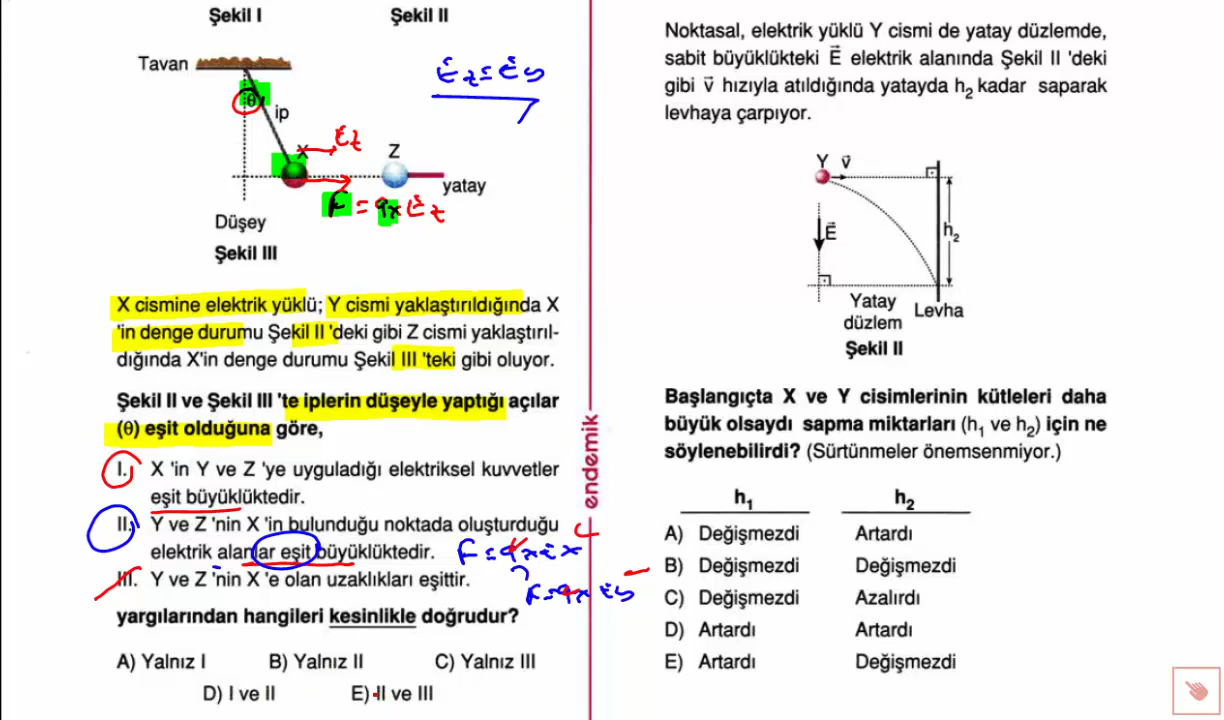 Şekil I
Şekil II
Tavan
θ
ip
X
Z
yatay
F = qx Ez
Düşey
Şekil III
X cismine elektrik yüklü; Y cismi yaklaştırıldığında X
'in denge durumu Şekil II 'deki gibi Z cismi yaklaştırıl-
dığında X'in denge durumu Şekil III 'teki gibi oluyor.
Şekil II ve Şekil III 'te iplerin düşeyle yaptığı açılar
(θ) eşit olduğuna göre,
I. X 'in Y ve Z 'ye uyguladığı elektriksel kuvvetler
eşit büyüklüktedir.
II. Y ve Z 'nin X 'in bulunduğu noktada oluşturduğu
elektrik alanlar eşit büyüklüktedir.
III. Y ve Z 'nin X 'e olan uzaklıkları eşittir.
yargılarından hangileri kesinlikle doğrudur?
A) Yalnız I B) Yalnız II C) Yalnız III
D) I ve II E) II ve III
endemik
Noktasal, elektrik yüklü Y cismi de yatay düzlemde,
sabit büyüklükteki E elektrik alanında Şekil II 'deki
gibi v hızıyla atıldığında yatayda h₂ kadar saparak
levhaya çarpıyor.
Y v
E
h₂
Yatay
düzlem
Levha
Şekil II
Başlangıçta X ve Y cisimlerinin kütleleri daha
büyük olsaydı sapma miktarları (h₁ ve h₂) için ne
söylenebilirdi? (Sürtünmeler önemsenmiyor.)
h₁ h₂
A) Değişmezdi Artardı
B) Değişmezdi Değişmezdi
C) Değişmezdi Azalırdı
D) Artardı Artardı
E) Artardı Değişmezdi